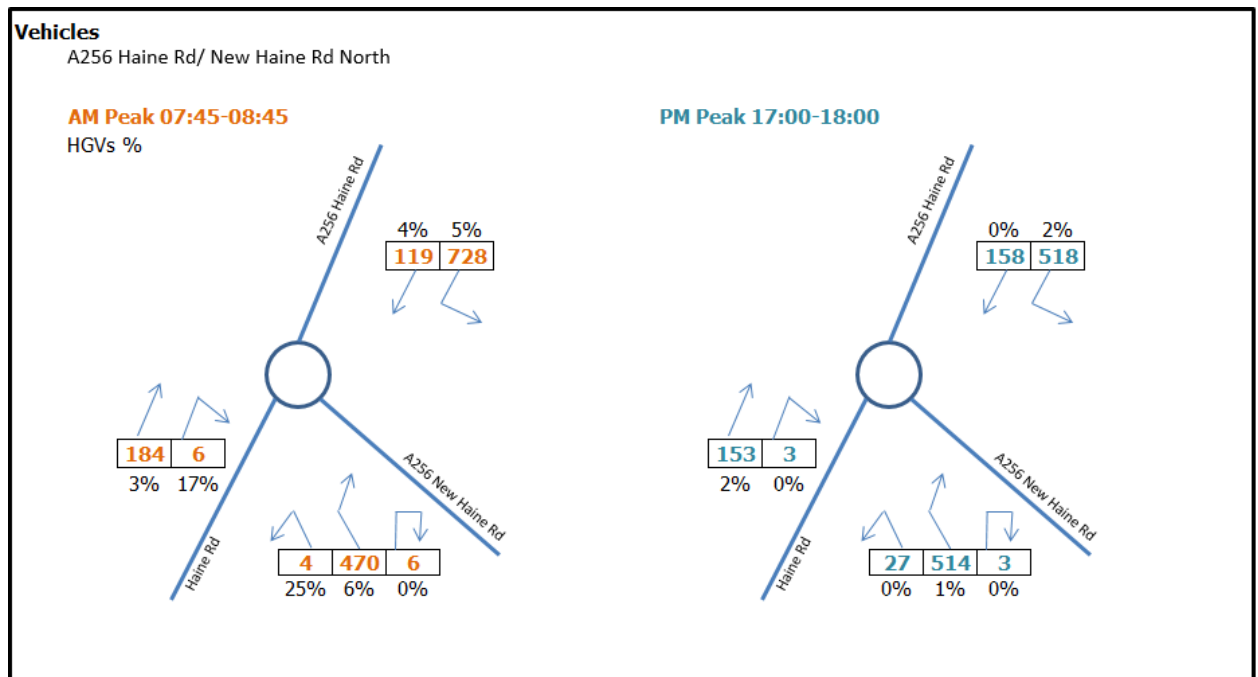 Vehicles
A256 Haine Rd/ New Haine Rd North
AM Peak 07:45-08:45
HGVs %
A256 Haine Rd
4% 5%
119 728
184 6
3% 17%
A256 New Haine Rd
Haine Rd
4 470 6
25% 6% 0%
PM Peak 17:00-18:00
A256 Haine Rd
0% 2%
158 518
153 3
2% 0%
A256 New Haine Rd
Haine Rd
27 514 3
0% 1% 0%